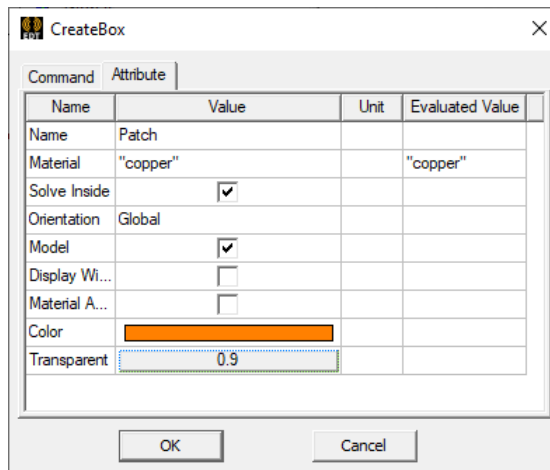 EDT CreateBox
Command Attribute
Name Value Unit Evaluated Value
Name Patch
Material "copper" "copper"
Solve Inside
Orientation Global
Model
Display Wi...
Material A...
Color
Transparent 0.9
OK Cancel